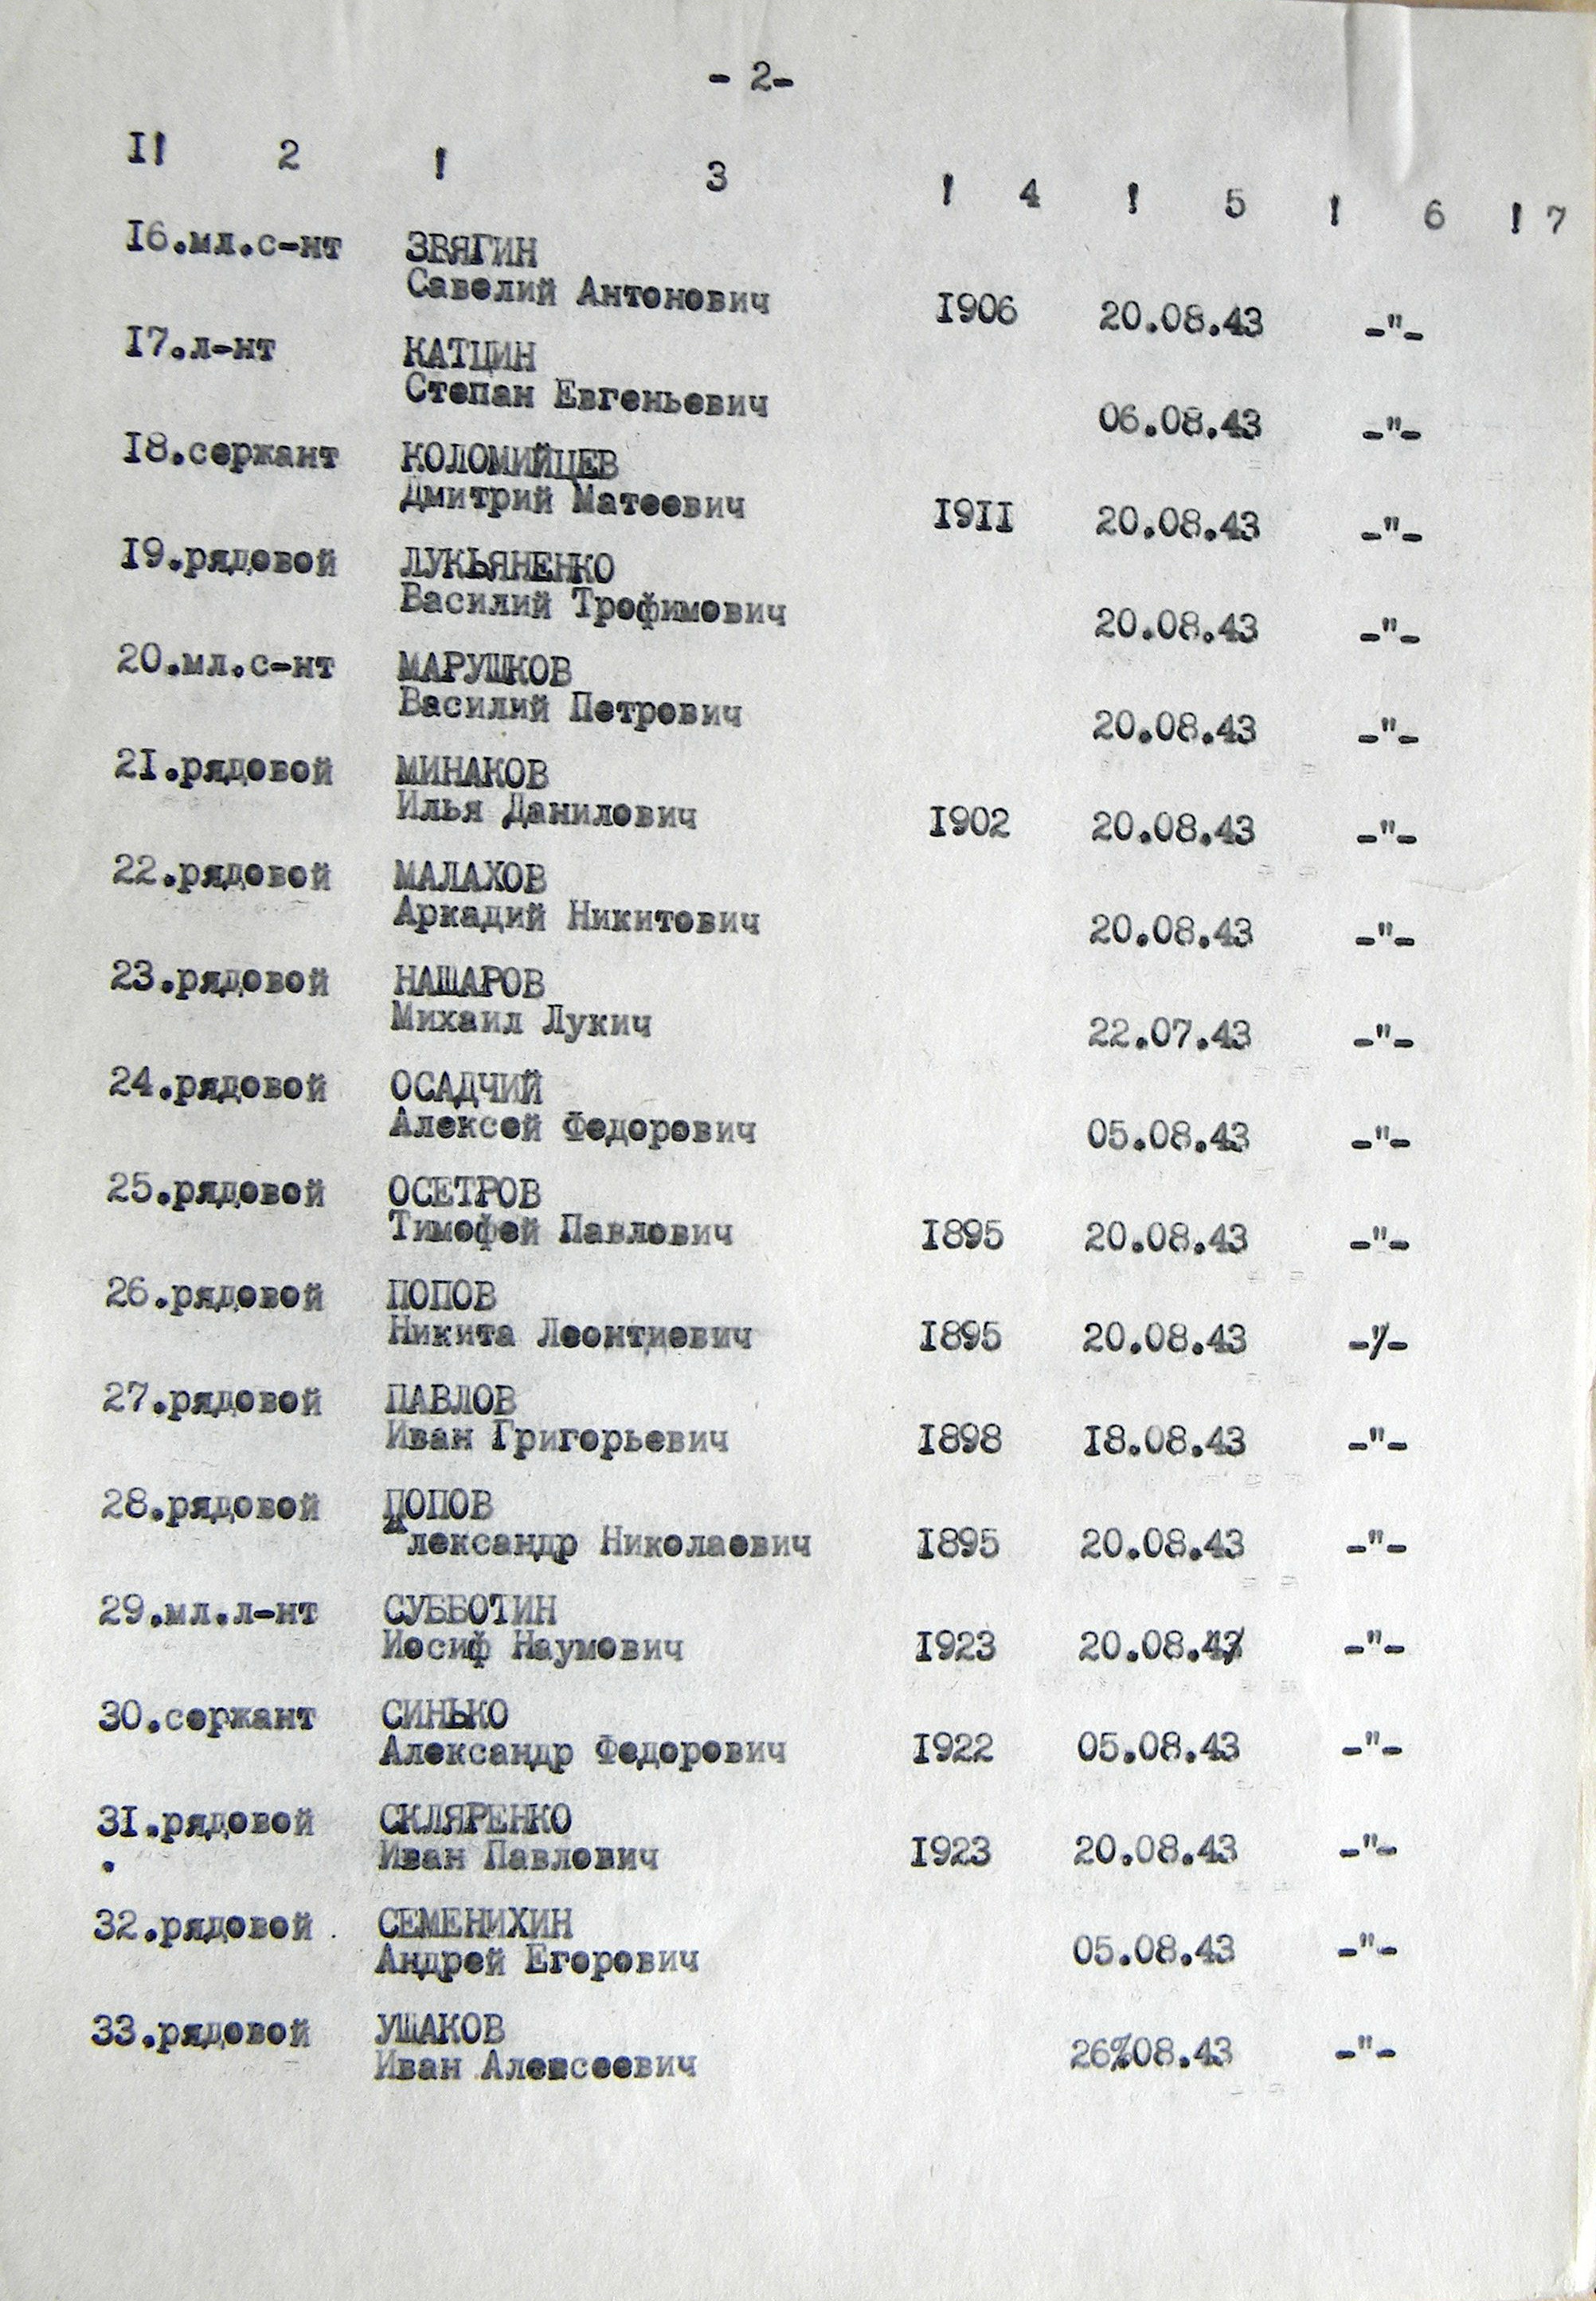 - 2-
I! 2 ! 3 ! 4 ! 5 ! 6 ! 7
I6.мл.с-нт ЗВЯГИН
Савелий Антонович I906 20.08.43 -"-
I7.л-нт КАТЦИН
Степан Евгеньевич 06.08.43 -"-
I8.сержант КОЛОМИЙЦЕВ
Дмитрий Матеевич I9II 20.08.43 -"-
I9.рядовой ЛУКЬЯНЕНКО
Василий Трофимович 20.08.43 -"-
20.мл.с-нт МАРУШКОВ
Василий Петрович 20.08.43 -"-
2I.рядовой МИНАКОВ
Илья Данилович I902 20.08.43 -"-
22.рядовой МАЛАХОВ
Аркадий Никитович 20.08.43 -"-
23.рядовой НАШАРОВ
Михаил Лукич 22.07.43 -"-
24.рядовой ОСАДЧИЙ
Алексей Федорович 05.08.43 -"-
25.рядовой ОСЕТРОВ
Тимофей Павлович I895 20.08.43 -"-
26.рядовой ПОПОВ
Никита Леонтиевич I895 20.08.43 -"-
27.рядовой ПАВЛОВ
Иван Григорьевич I898 I8.08.43 -"-
28.рядовой ПОПОВ
Александр Николаевич I895 20.08.43 -"-
29.мл.л-нт СУББОТИН
Иосиф Наумович I923 20.08.43 -"-
30.сержант СИНЬКО
Александр Федорович I922 05.08.43 -"-
3I.рядовой СКЛЯРЕНКО
Иван Павлович I923 20.08.43 -"-
32.рядовой СЕМЕНИХИН
Андрей Егорович 05.08.43 -"-
33.рядовой УШАКОВ
Иван Алексеевич 26%08.43 -"-